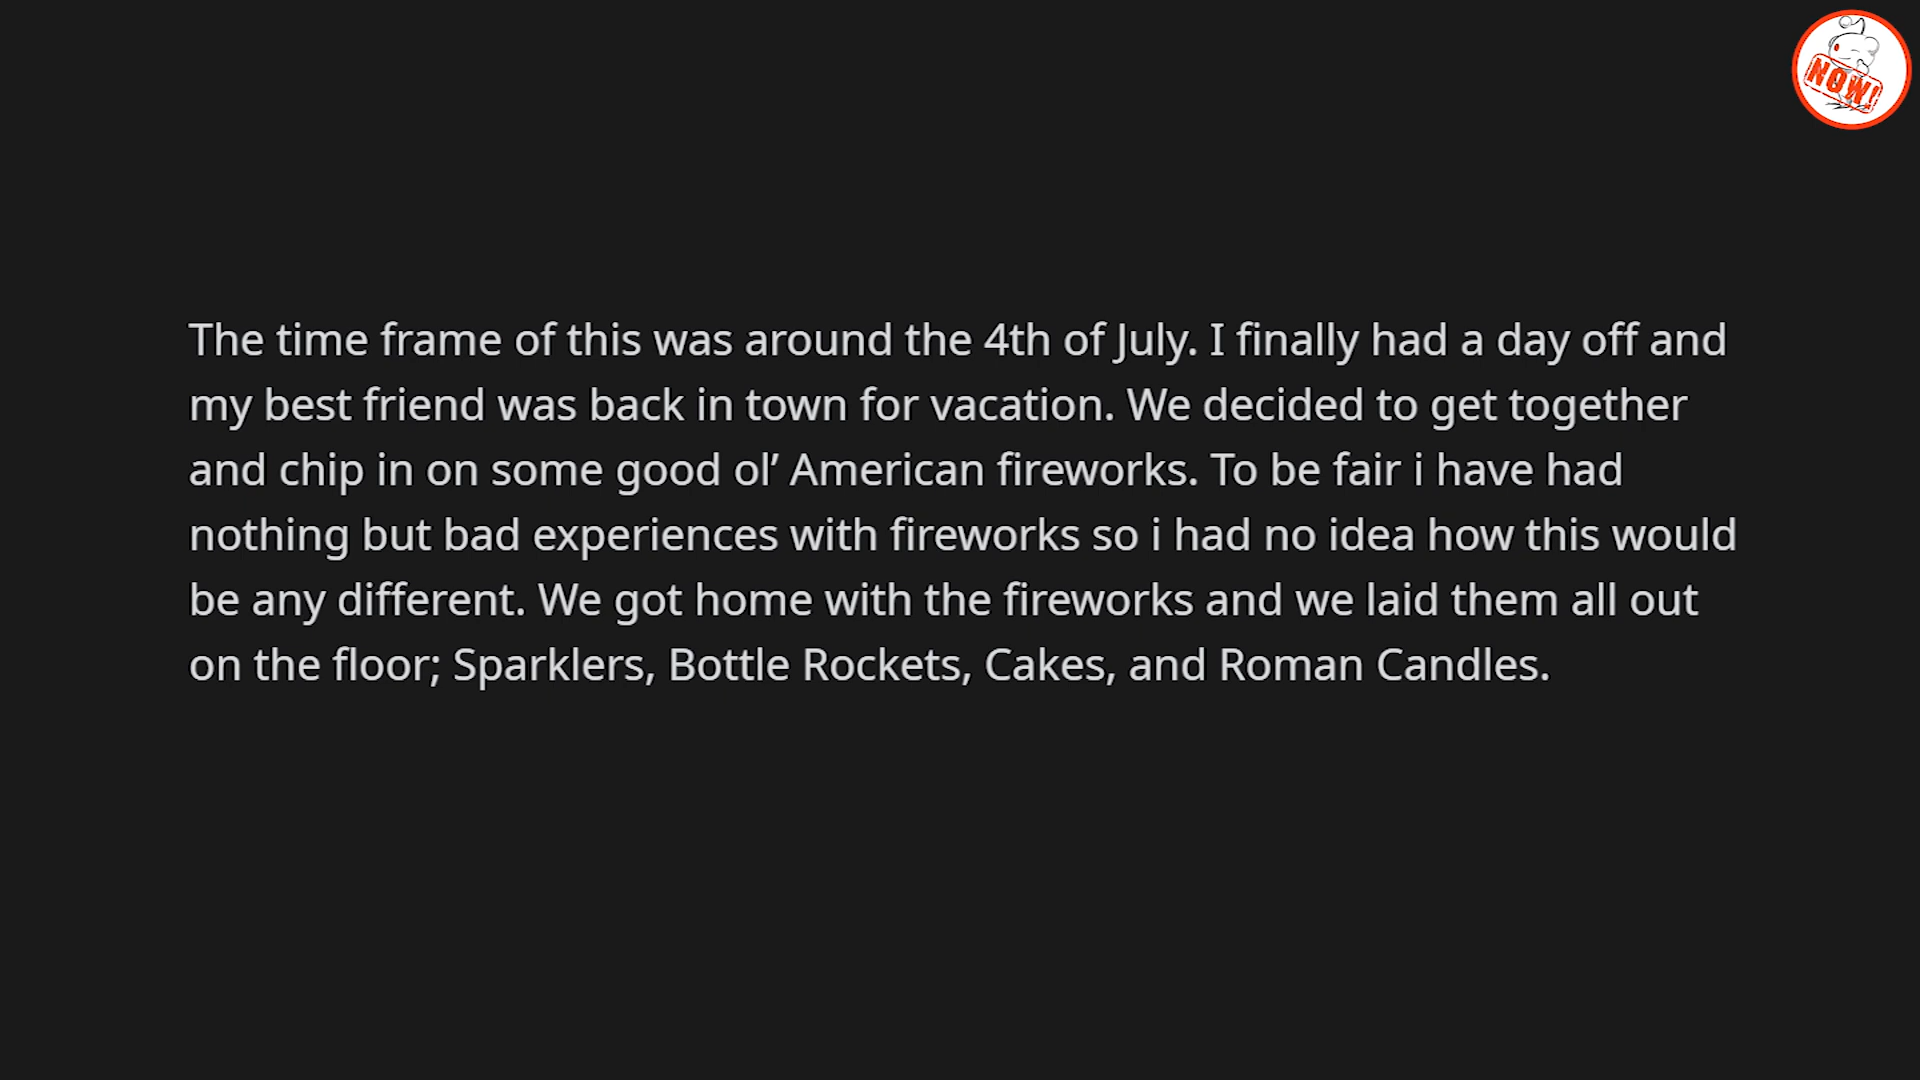 NOW!
The time frame of this was around the 4th of July. I finally had a day off and
my best friend was back in town for vacation. We decided to get together
and chip in on some good ol’ American fireworks. To be fair i have had
nothing but bad experiences with fireworks so i had no idea how this would
be any different. We got home with the fireworks and we laid them all out
on the floor; Sparklers, Bottle Rockets, Cakes, and Roman Candles.